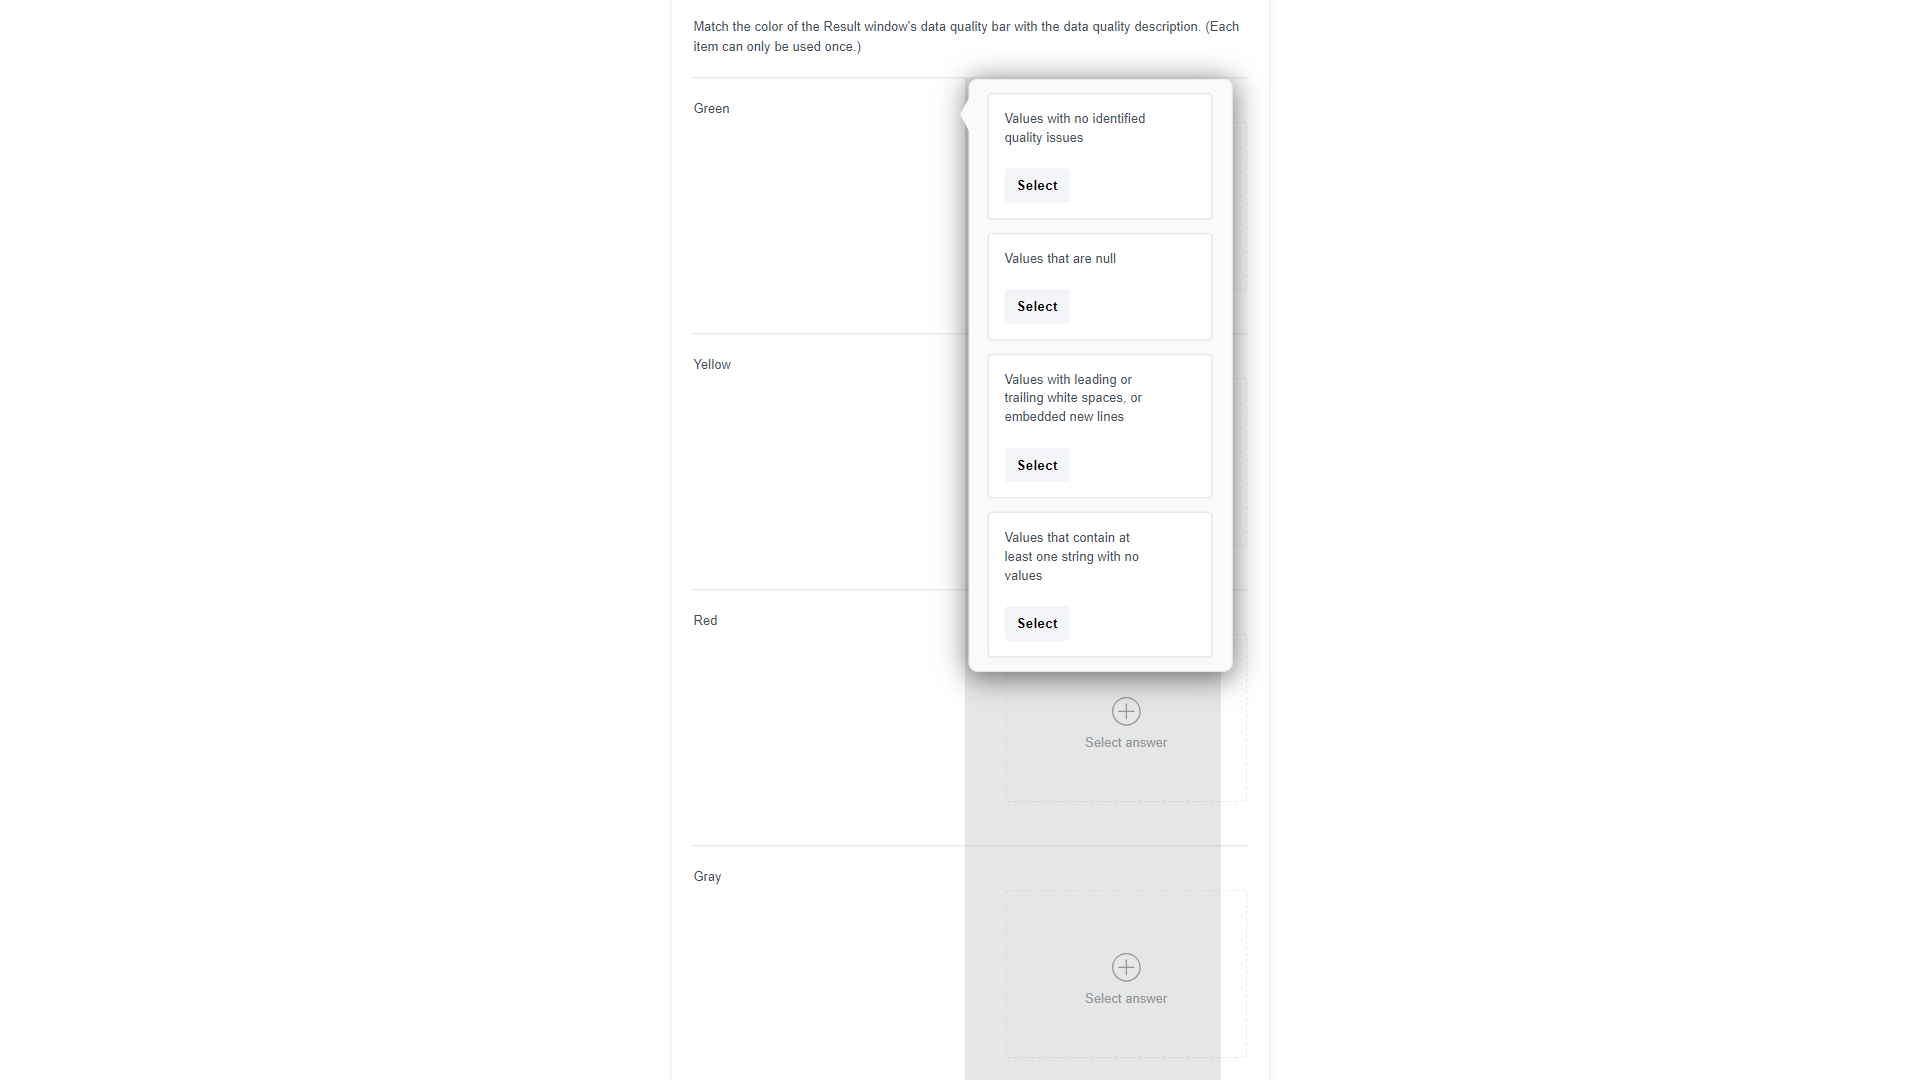 Match the color of the Result window's data quality bar with the data quality description. (Each
item can only be used once.)
Green
Values with no identified
quality issues
Select
Values that are null
Select
Yellow
Values with leading or
trailing white spaces, or
embedded new lines
Select
Values that contain at
least one string with no
values
Select
Red
Select answer
Gray
Select answer